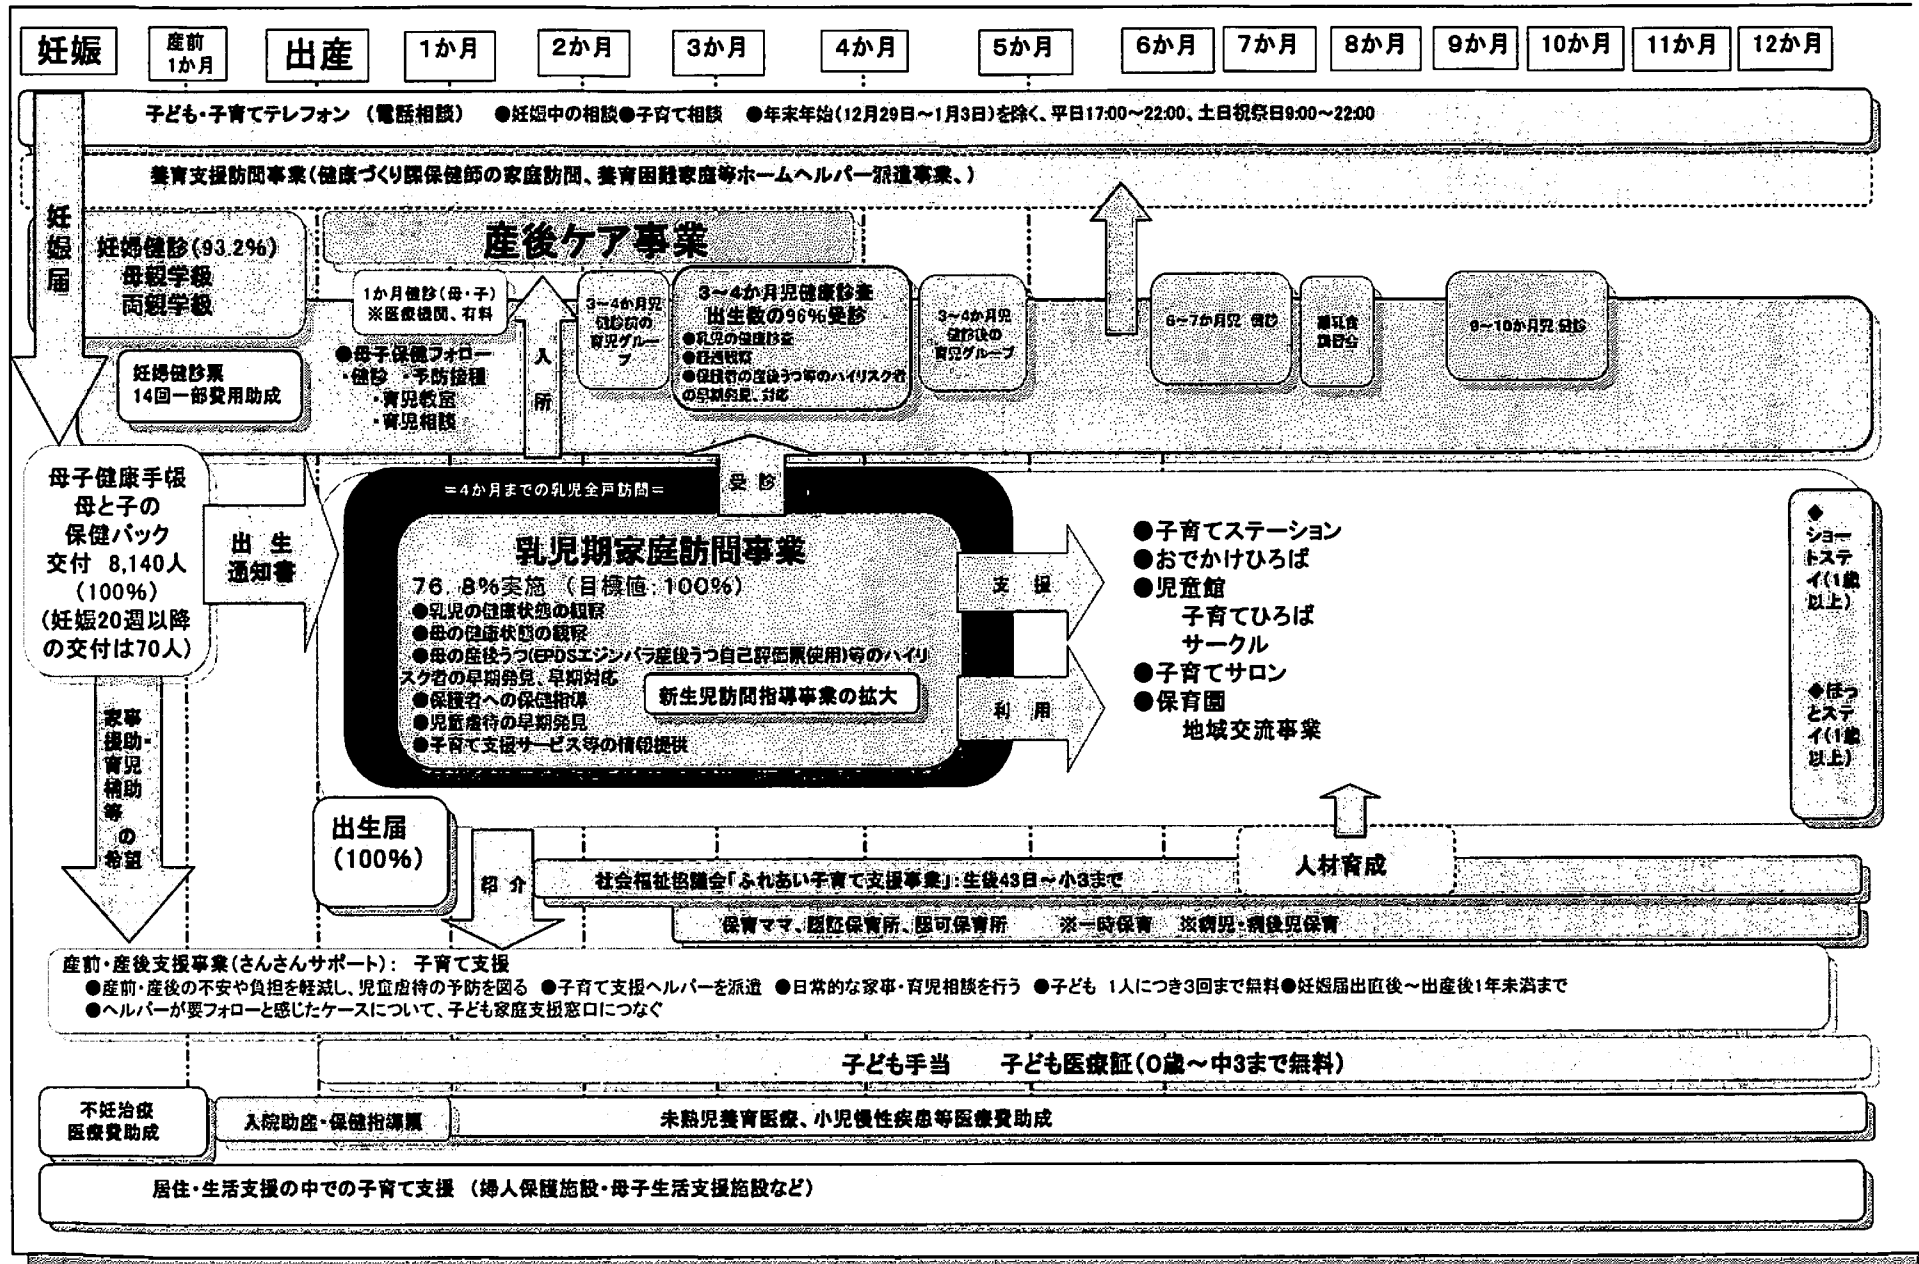 妊娠
産前
1か月
出産
1か月
2か月
3か月
4か月
5か月
6か月
7か月
8か月
9か月
10か月
11か月
12か月
子ども・子育てテレフォン (電話相談) ●妊娠中の相談●子育て相談 ●年末年始(12月29日～1月3日)を除く、平日17:00～22:00、土日祝祭日9:00～22:00
養育支援訪問事業(健康づくり課保健師の家庭訪問、養育困難家庭等ホームヘルパー派遣事業、)
妊娠届
妊婦健診(93.2%)
母親学級
両親学級
産後ケア事業
1か月健診(母・子)
※医療機関、有料
●母子保健フォロー
・健診 ・予防接種
・育児教室
・育児相談
入所
3～4か月児
健診前の
育児グルー
プ
3～4か月児健康診査
出生数の96%受診
●乳児の健康診査
●経過観察
●保護者の産後うつ等のハイリスク者
の早期発見、対応
3～4か月児
健診後の
育児グループ
6～7か月児 健診
離乳食
講習会
9～10か月児 健診
妊婦健診票
14回一部費用助成
母子健康手帳
母と子の
保健バック
交付 8,140人
(100%)
(妊娠20週以降
の交付は70人)
出 生
通知書
=4か月までの乳児全戸訪問=
受 診
乳児期家庭訪問事業
76.8%実施 (目標値:100%)
●乳児の健康状態の観察
●母の健康状態の観察
●母の産後うつ(EPDSエジンバラ産後うつ自己評価票使用)等のハイリ
スク者の早期発見、早期対応
●保護者への保健指導
●児童虐待の早期発見
●子育て支援サービス等の情報提供
新生児訪問指導事業の拡大
支 援
利 用
●子育てステーション
●おでかけひろば
●児童館
子育てひろば
サークル
●子育てサロン
●保育園
地域交流事業
◆
ショー
トステ
イ(1歳
以上)
◆ほっ
とステ
イ(1歳
以上)
家事
援助・
育児
補助
等
の
希望
出生届
(100%)
紹 介
人材育成
社会福祉協議会「ふれあい子育て支援事業」:生後43日～小3まで
保育ママ、認証保育所、認可保育所 ※一時保育 ※病児・病後児保育
産前・産後支援事業(さんさんサポート): 子育て支援
●産前・産後の不安や負担を軽減し、児童虐待の予防を図る ●子育て支援ヘルパーを派遣 ●日常的な家事・育児相談を行う ●子ども 1人につき3回まで無料●妊娠届出直後～出産後1年未満まで
●ヘルパーが要フォローと感じたケースについて、子ども家庭支援窓口につなぐ
子ども手当 子ども医療証(0歳～中3まで無料)
不妊治療
医療費助成
入院助産・保健指導票
未熟児養育医療、小児慢性疾患等医療費助成
居住・生活支援の中での子育て支援 (婦人保護施設・母子生活支援施設など)